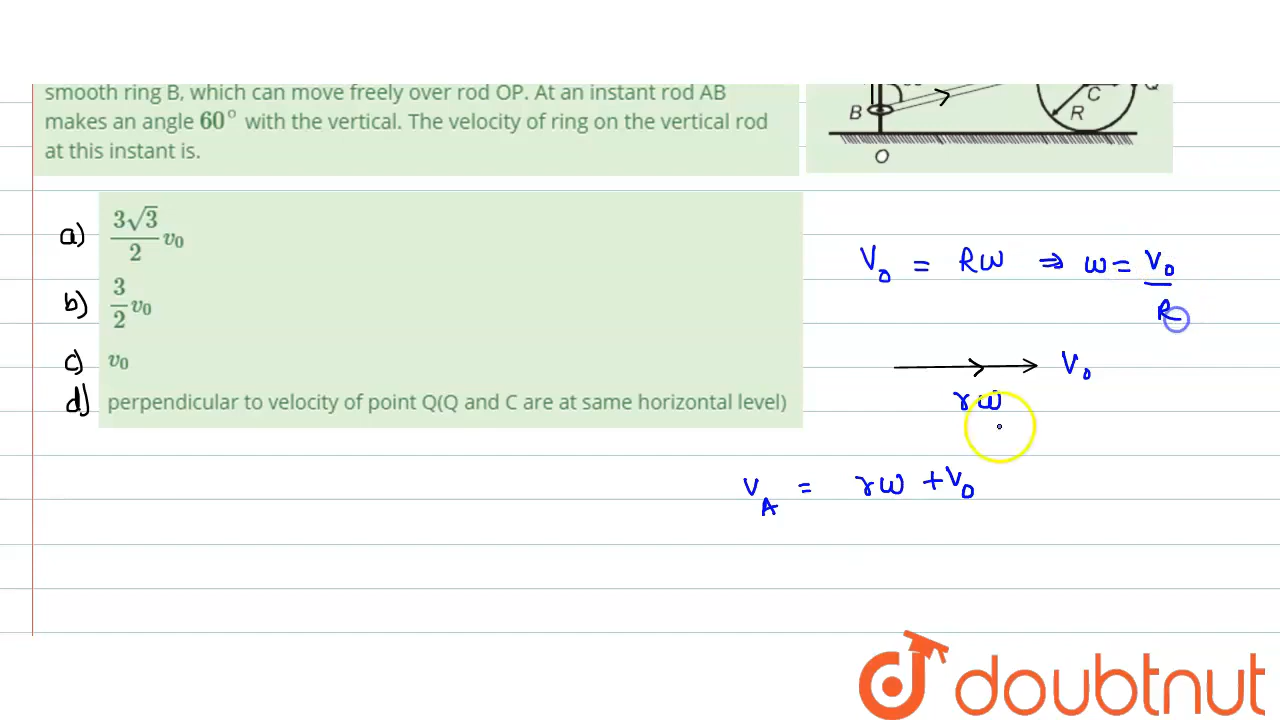 smooth ring B, which can move freely over rod OP. At an instant rod AB
makes an angle 60° with the vertical. The velocity of ring on the vertical rod
at this instant is.
B
C
R
O
a) 3√3/2 v₀
b) 3/2 v₀
c) v₀
d) perpendicular to velocity of point Q(Q and C are at same horizontal level)
V₀ = Rω ⇒ ω = V₀/R
V₀
rω
V_A = rω + V₀
doubtnut